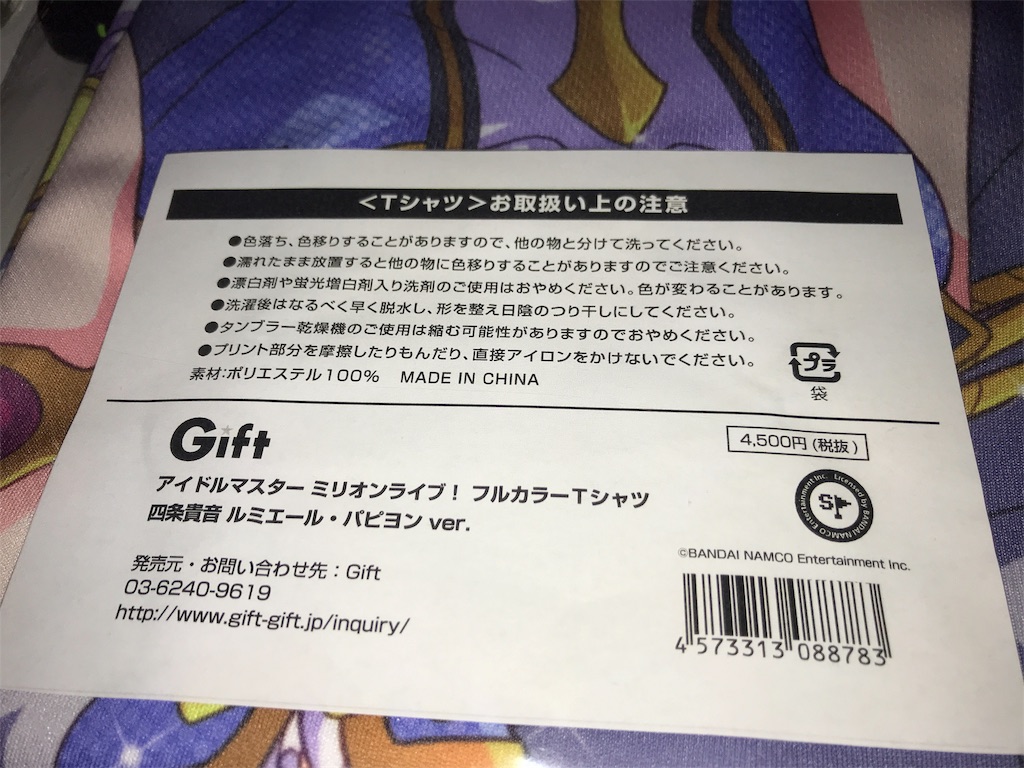 <Tシャツ>お取扱い上の注意
●色落ち、色移りすることがありますので、他の物と分けて洗ってください。
●濡れたまま放置すると他の物に色移りすることがありますのでご注意ください。
●漂白剤や蛍光増白剤入り洗剤のご使用はおやめください。色が変わることがあります。
●洗濯後はなるべく早く脱水し、形を整え日陰のつり干しにしてください。
●タンブラー乾燥機のご使用は縮む可能性がありますのでおやめください。
●プリント部分を摩擦したりもんだり、直接アイロンをかけないでください。
素材:ポリエステル100% MADE IN CHINA
プラ
袋
Gift
4,500円(税抜)
アイドルマスター ミリオンライブ! フルカラーTシャツ
四条貴音 ルミエール・パピヨン ver.
Licensed by BANDAI NAMCO Entertainment Inc.
©BANDAI NAMCO Entertainment Inc.
発売元・お問い合わせ先:Gift
03-6240-9619
http://www.gift-gift.jp/inquiry/
4 573313 088783